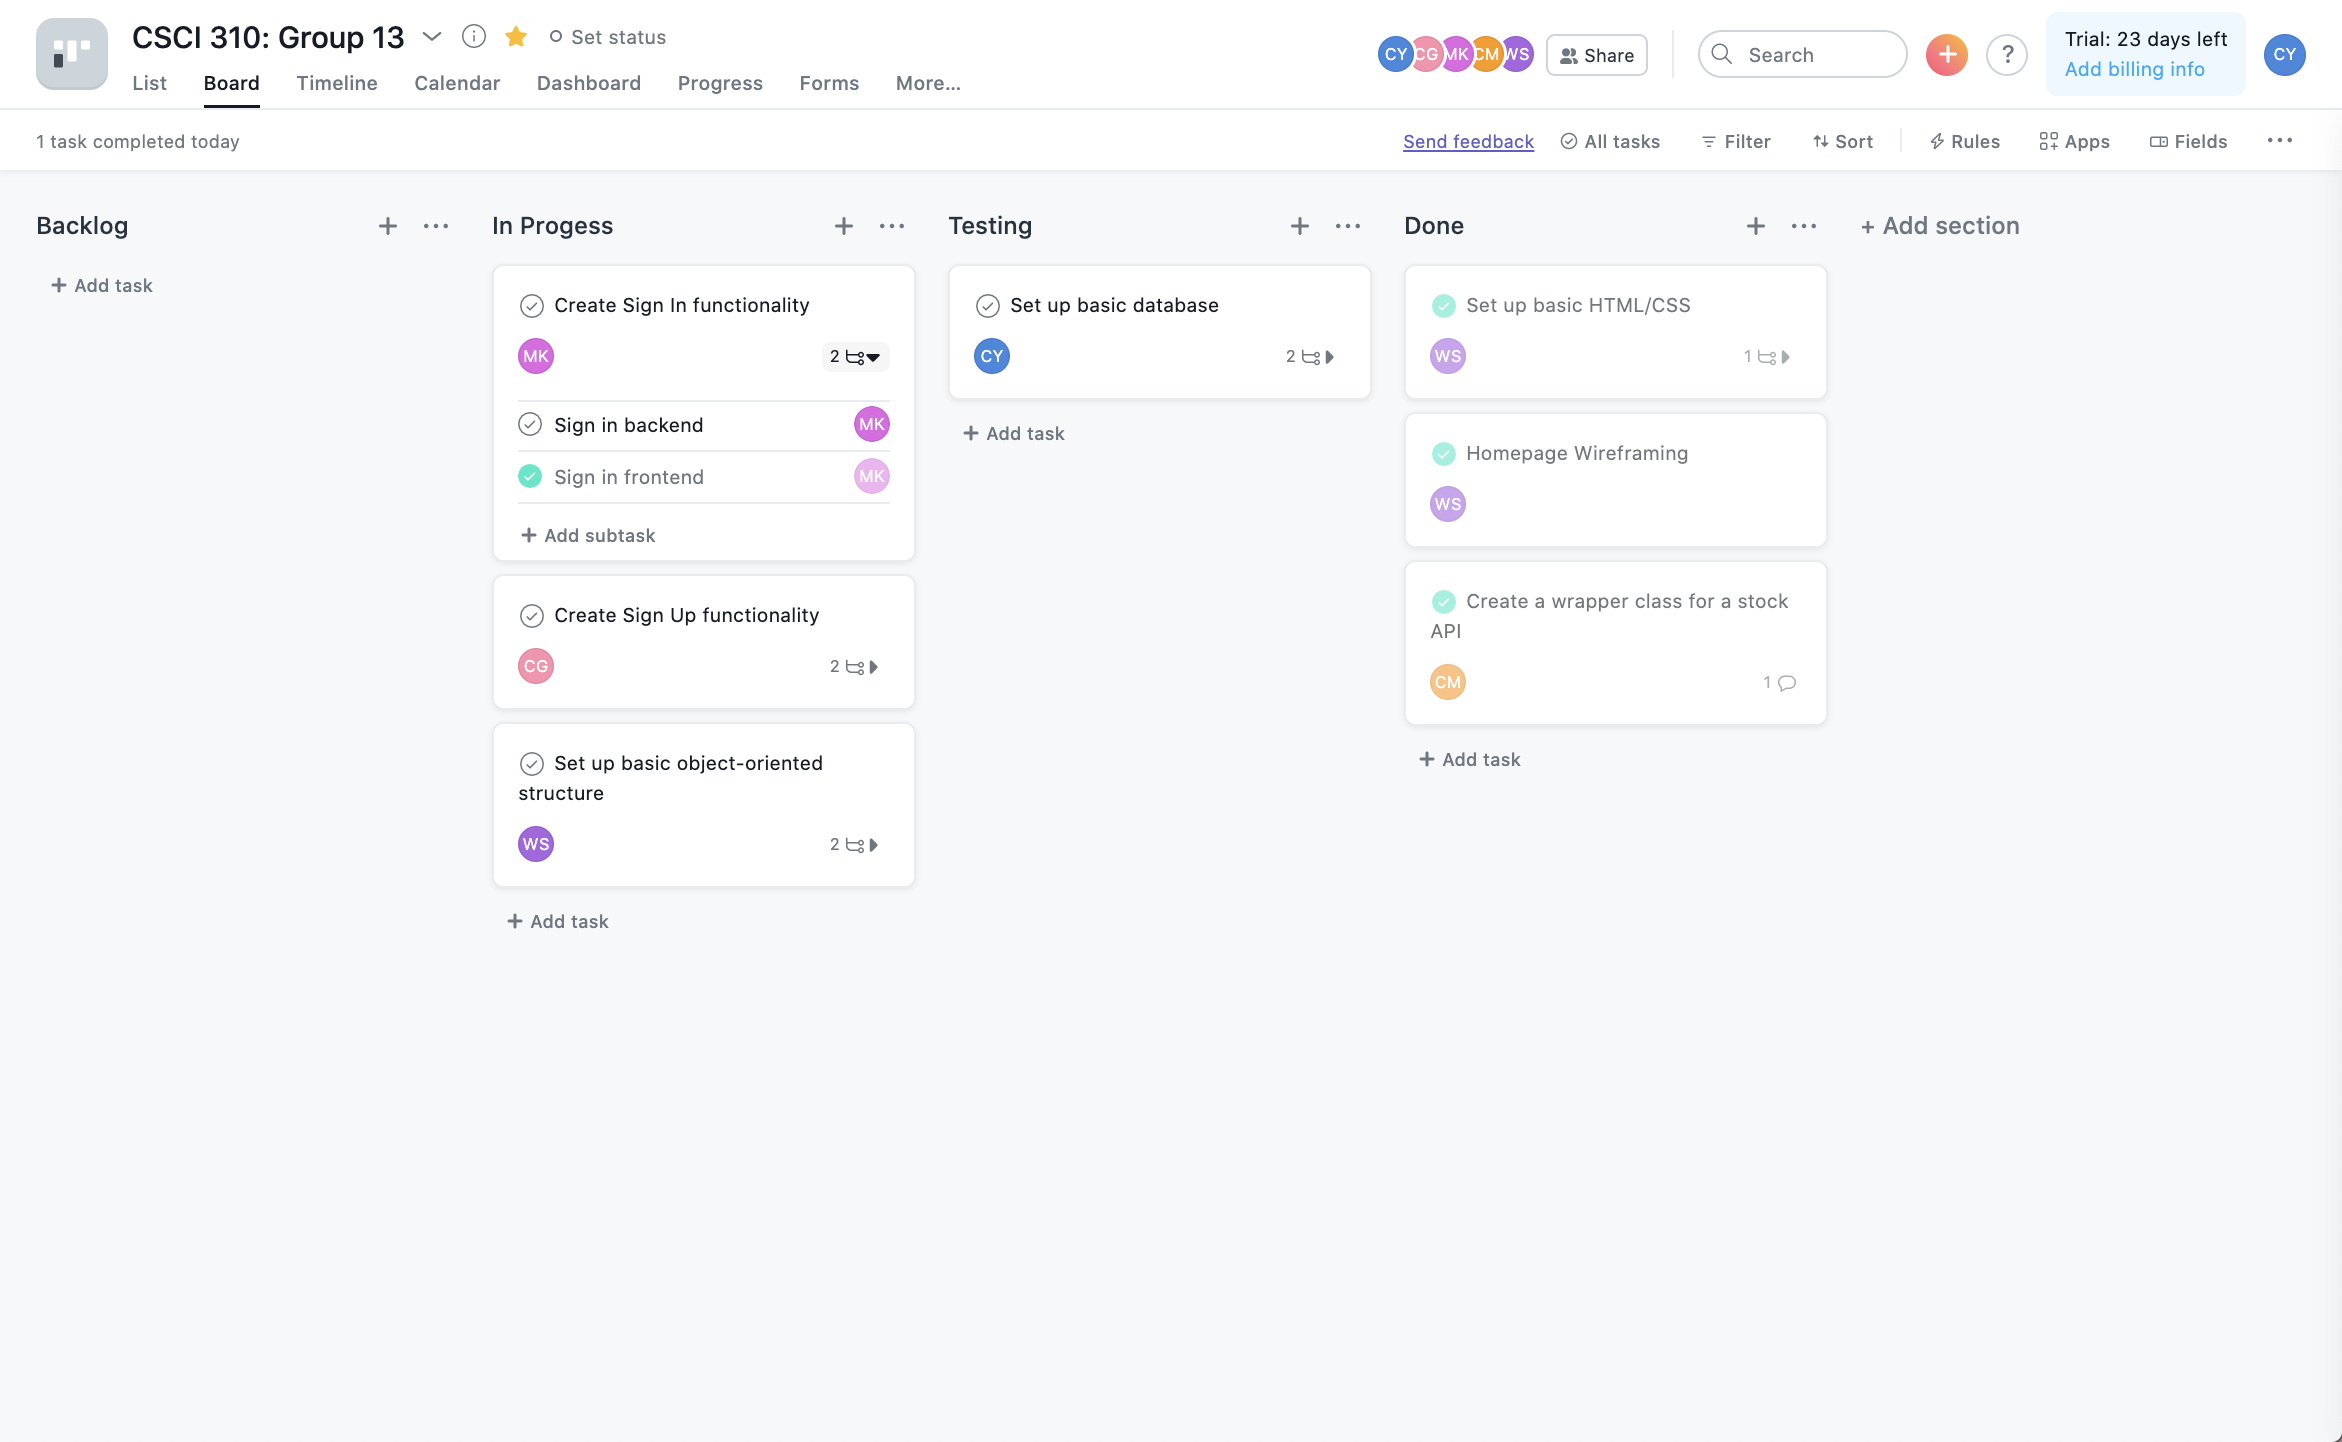 CSCI 310: Group 13
Set status
List Board Timeline Calendar Dashboard Progress Forms More...
CY CG MK CM WS Share Search ? Trial: 23 days left
Add billing info
CY
1 task completed today
Send feedback All tasks Filter Sort Rules Apps Fields
Backlog
+ Add task
In Progess
Create Sign In functionality
MK 2
Sign in backend MK
Sign in frontend MK
+ Add subtask
Create Sign Up functionality
CG 2
Set up basic object-oriented
structure
WS 2
+ Add task
Testing
Set up basic database
CY 2
+ Add task
Done
Set up basic HTML/CSS
WS 1
Homepage Wireframing
WS
Create a wrapper class for a stock
API
CM 1
+ Add task
+ Add section